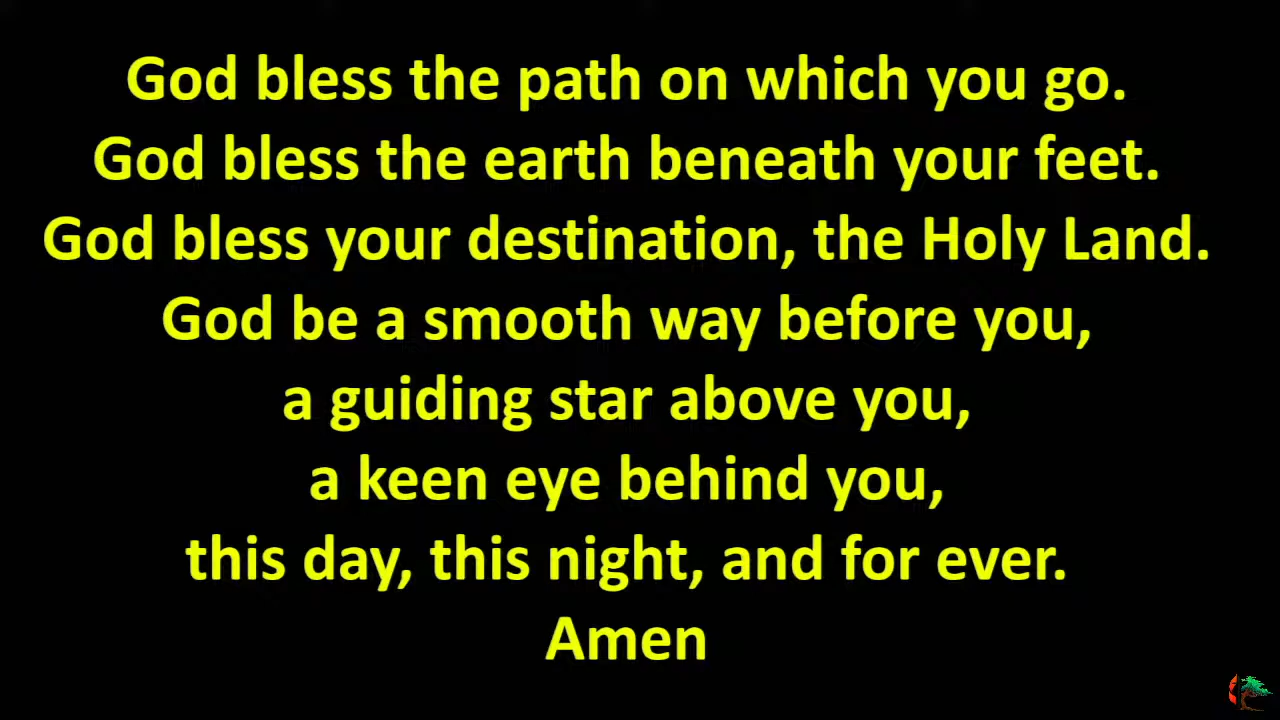 God bless the path on which you go.
God bless the earth beneath your feet.
God bless your destination, the Holy Land.
God be a smooth way before you,
a guiding star above you,
a keen eye behind you,
this day, this night, and for ever.
Amen